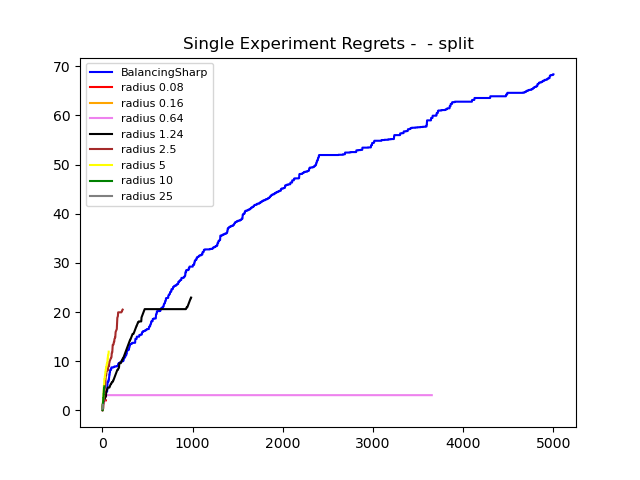 Single Experiment Regrets -  - split
70
60
50
40
30
20
10
0
BalancingSharp
radius 0.08
radius 0.16
radius 0.64
radius 1.24
radius 2.5
radius 5
radius 10
radius 25
0 1000 2000 3000 4000 5000